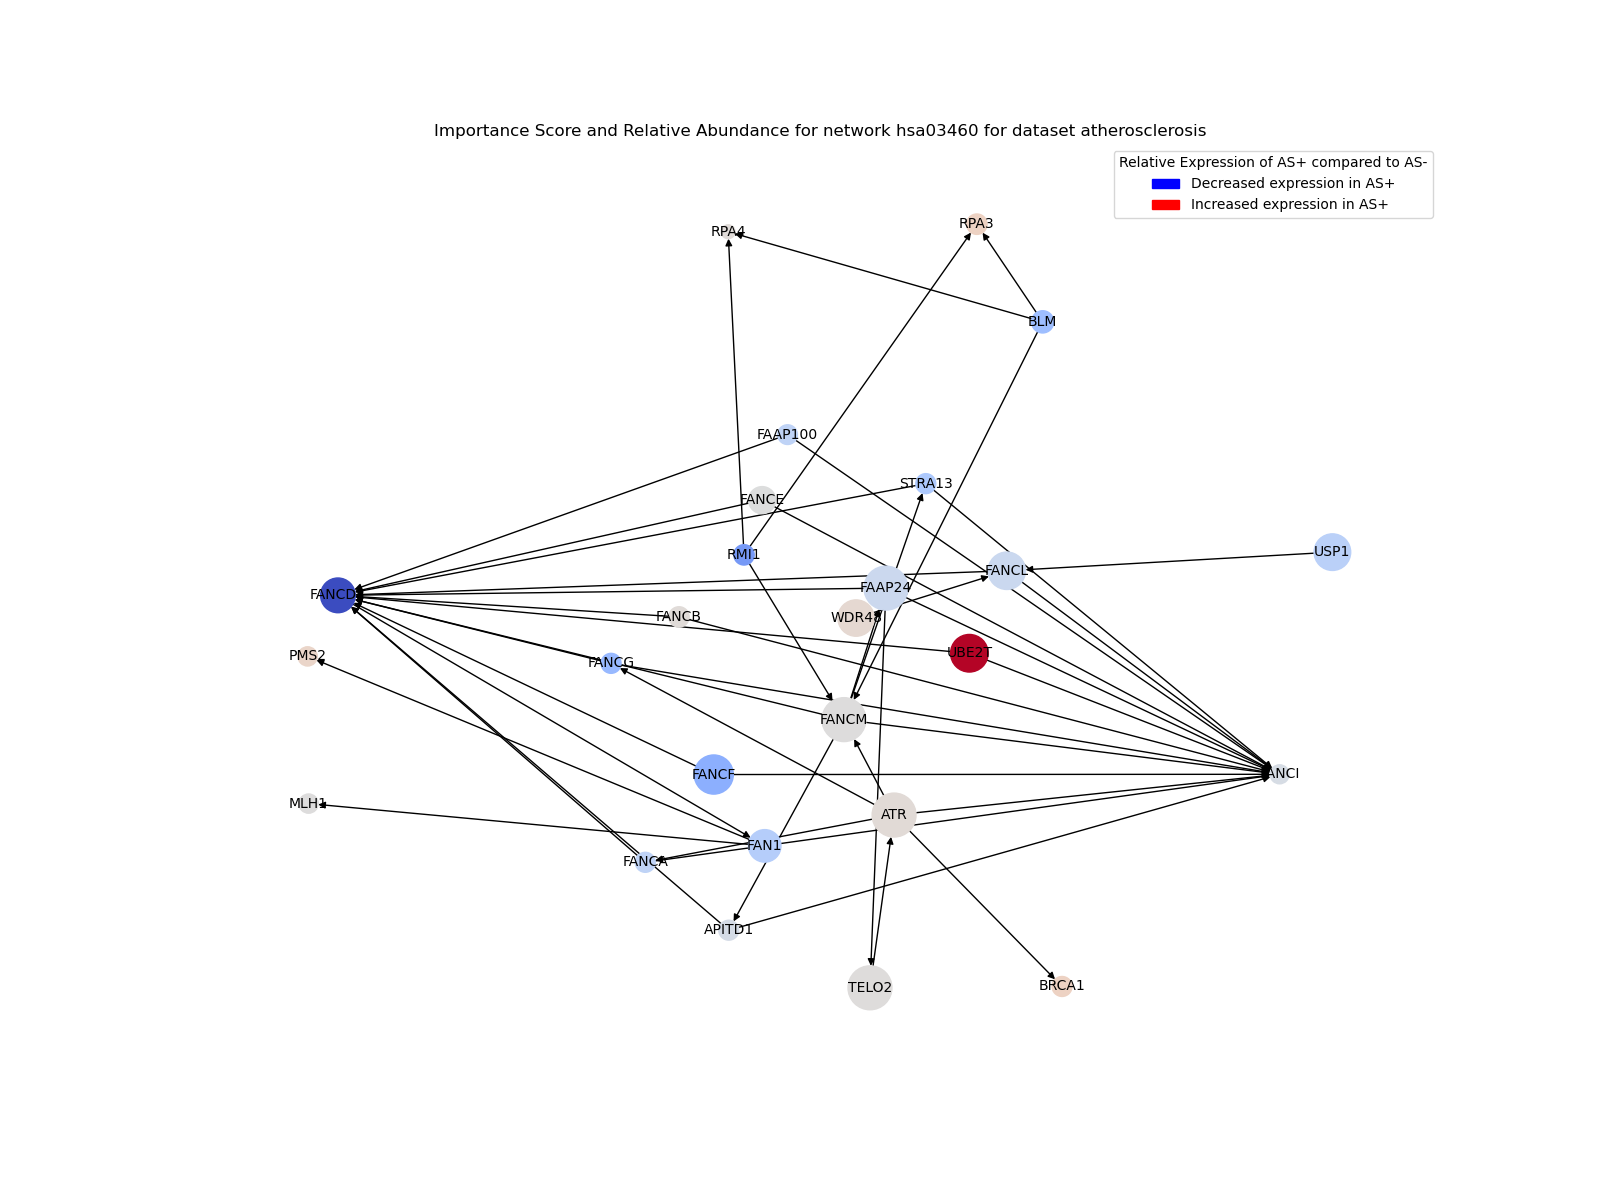 Importance Score and Relative Abundance for network hsa03460 for dataset atherosclerosis
Relative Expression of AS+ compared to AS-
Decreased expression in AS+
Increased expression in AS+
RPA4
RPA3
BLM
FAAP100
STRA13
FANCE
RMI1
USP1
FANCL
FAAP24
FANCD
FANCB
WDR48
UBE2T
PMS2
FANCG
FANCM
FANCF
FANCI
MLH1
ATR
FAN1
FANCA
APITD1
TELO2
BRCA1